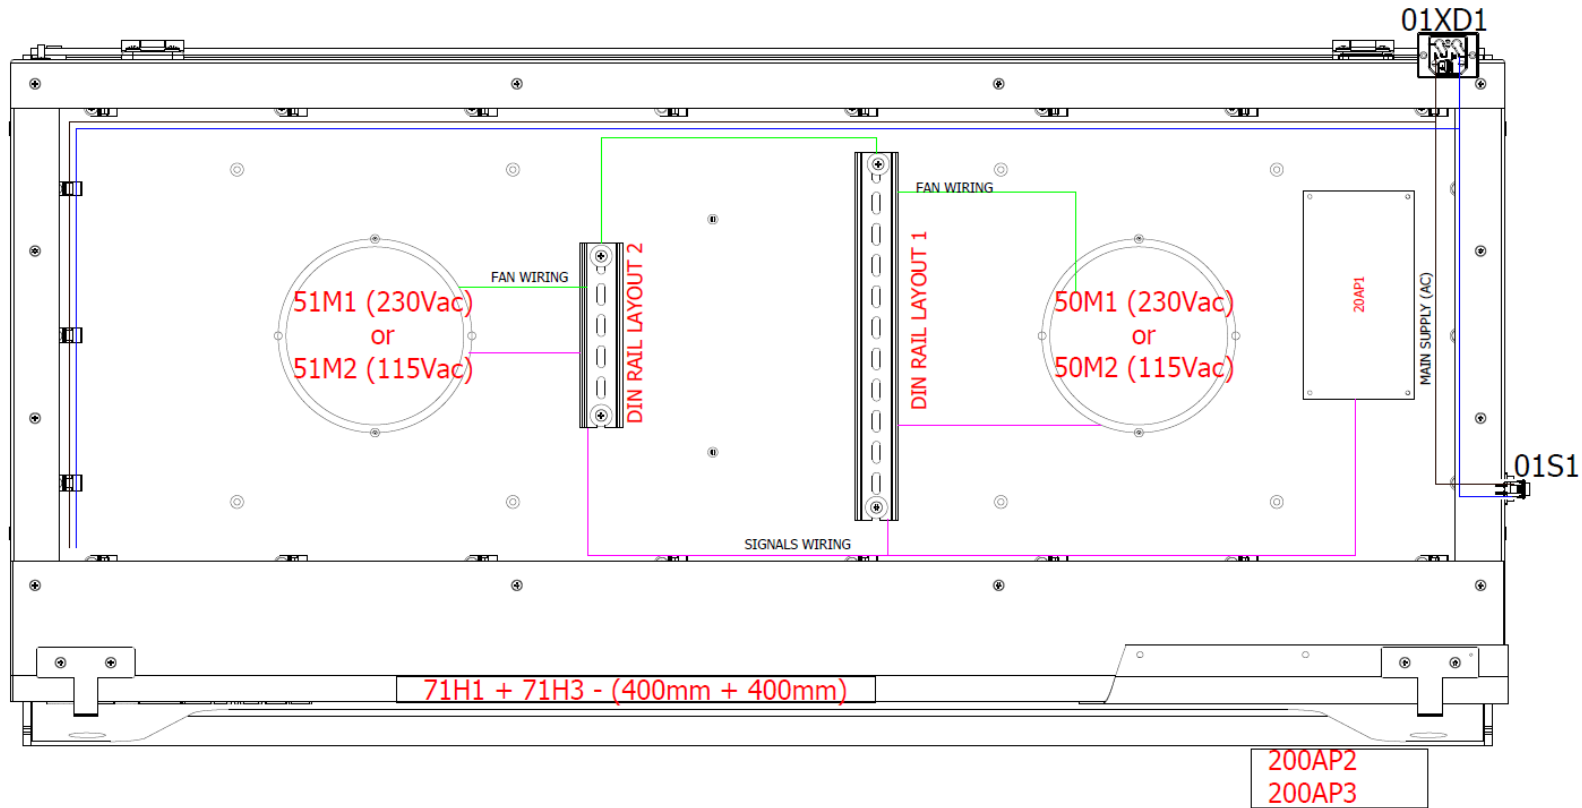 01XD1
FAN WIRING
FAN WIRING
51M1 (230Vac)
or
51M2 (115Vac)
DIN RAIL LAYOUT 2
DIN RAIL LAYOUT 1
50M1 (230Vac)
or
50M2 (115Vac)
20AP1
MAIN SUPPLY (AC)
01S1
SIGNALS WIRING
71H1 + 71H3 - (400mm + 400mm)
200AP2
200AP3